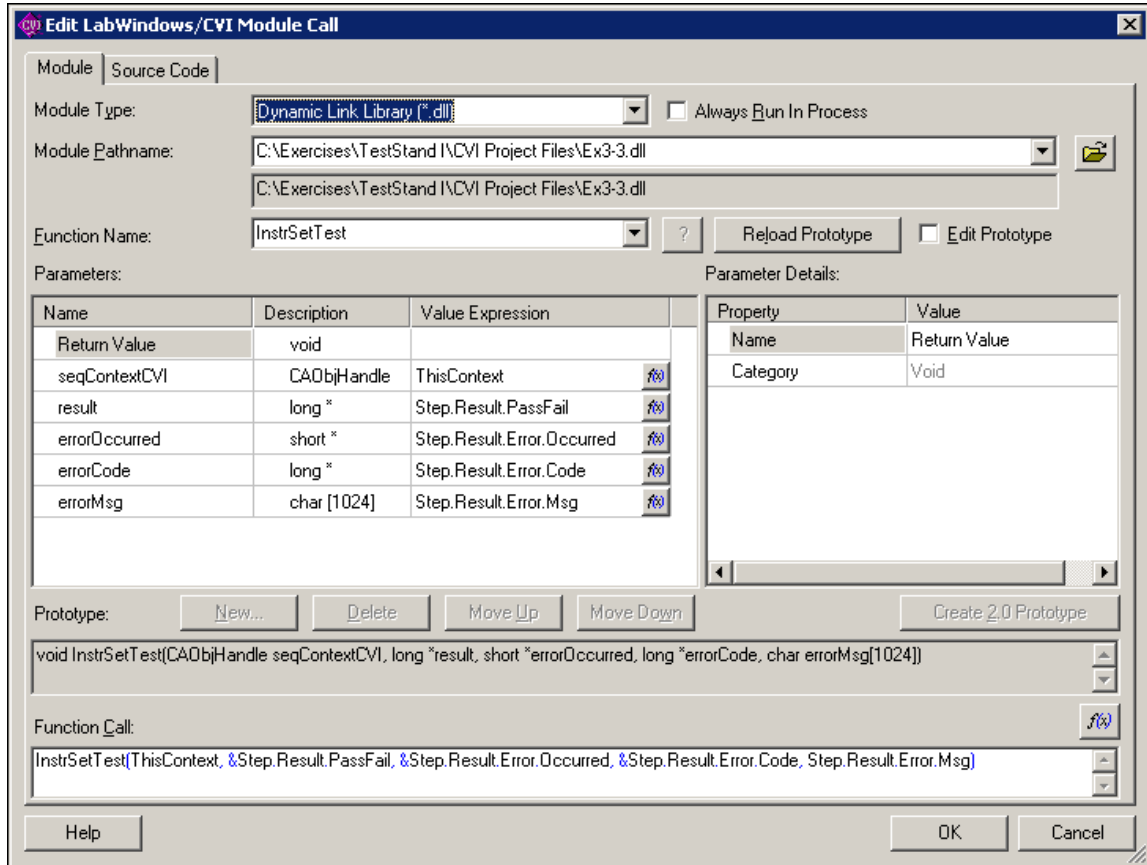 CVI Edit LabWindows/CVI Module Call
Module Source Code
Module Type: Dynamic Link Library (*.dll) Always Run In Process
Module Pathname: C:\Exercises\TestStand I\CVI Project Files\Ex3-3.dll
C:\Exercises\TestStand I\CVI Project Files\Ex3-3.dll
Function Name: InstrSetTest ? Reload Prototype Edit Prototype
Parameters: Parameter Details:
Name Description Value Expression Property Value
Return Value void Name Return Value
seqContextCVI CAObjHandle ThisContext f(x) Category Void
result long * Step.Result.PassFail f(x)
errorOccurred short * Step.Result.Error.Occurred f(x)
errorCode long * Step.Result.Error.Code f(x)
errorMsg char [1024] Step.Result.Error.Msg f(x)
Prototype: New... Delete Move Up Move Down Create 2.0 Prototype
void InstrSetTest(CAObjHandle seqContextCVI, long *result, short *errorOccurred, long *errorCode, char errorMsg[1024])
Function Call: f(x)
InstrSetTest(ThisContext, &Step.Result.PassFail, &Step.Result.Error.Occurred, &Step.Result.Error.Code, Step.Result.Error.Msg)
Help OK Cancel